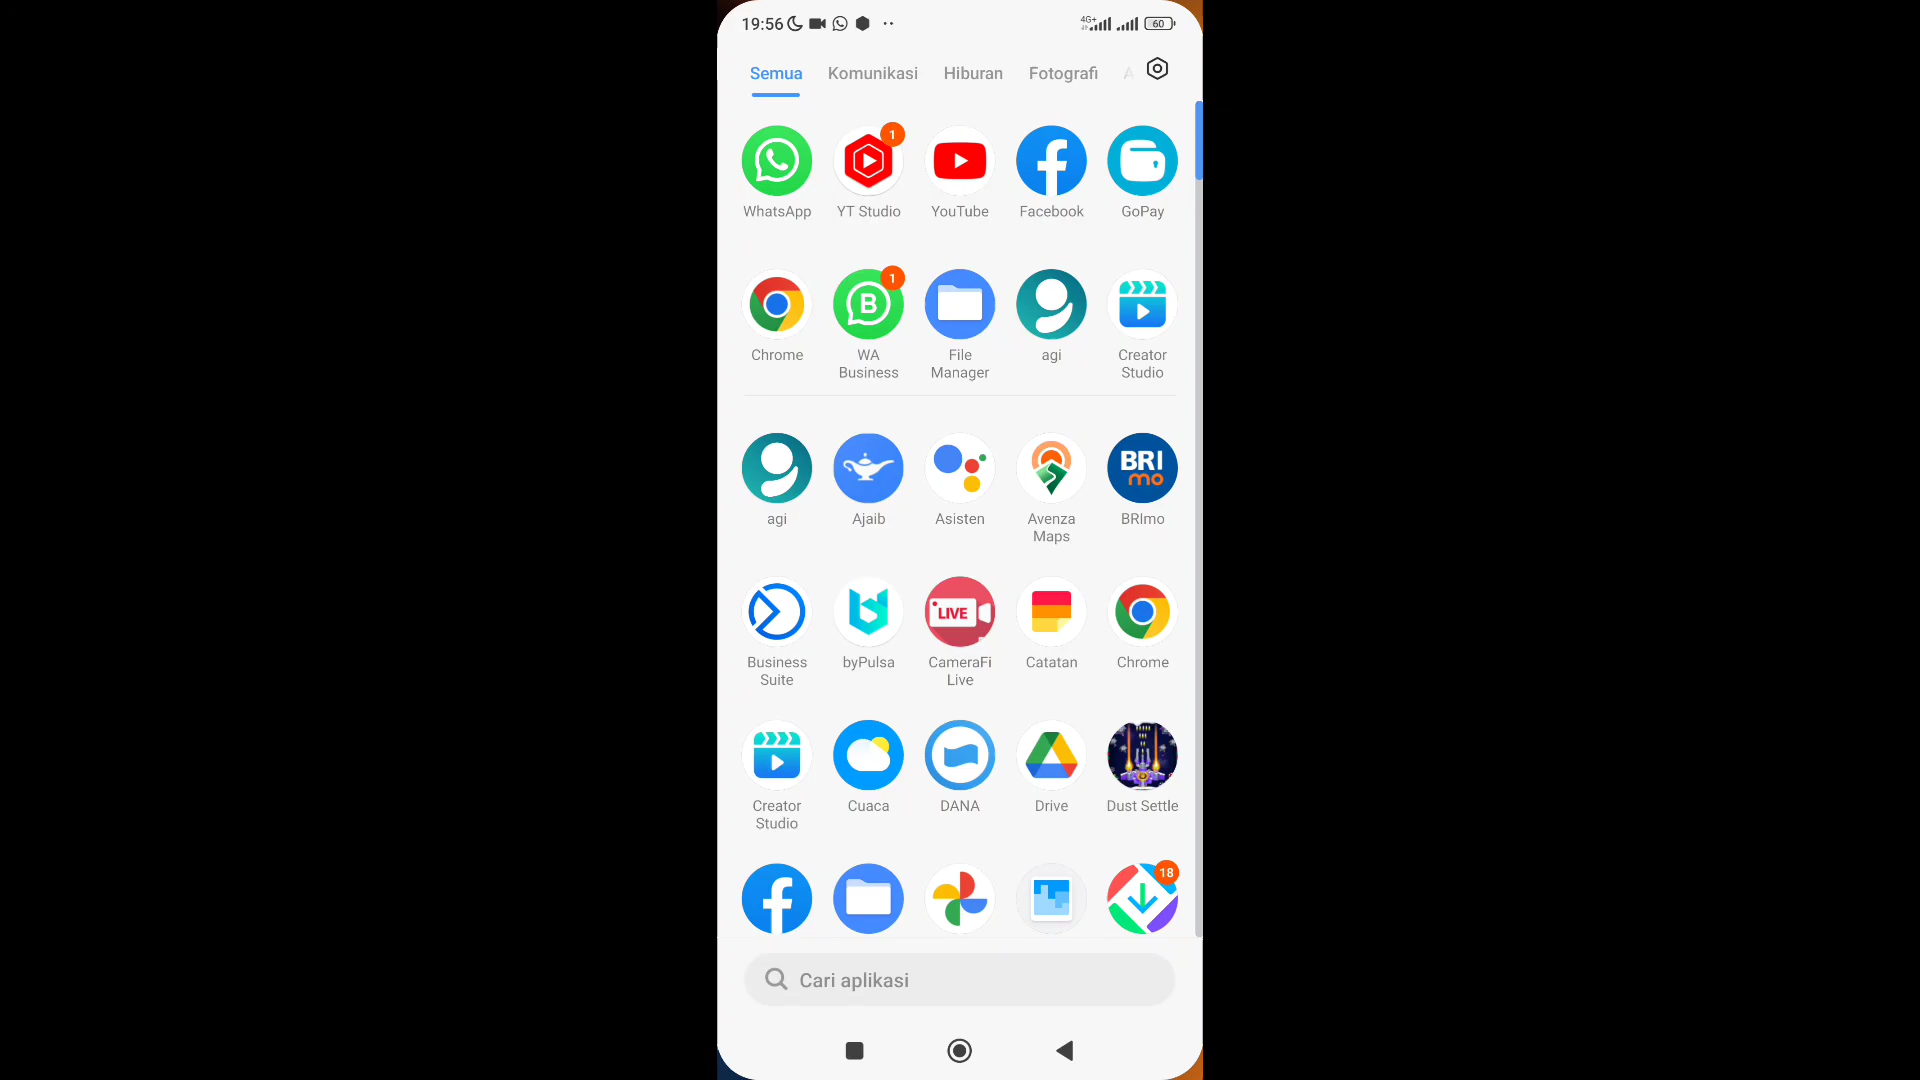 19:56
4G+
60
Semua Komunikasi Hiburan Fotografi A
1
WhatsApp YT Studio YouTube Facebook GoPay
1
B
Chrome WA Business File Manager agi Creator Studio
BRI
mo
agi Ajaib Asisten Avenza Maps BRImo
LIVE
Business Suite byPulsa CameraFi Live Catatan Chrome
Creator Studio Cuaca DANA Drive Dust Settle
18
Cari aplikasi